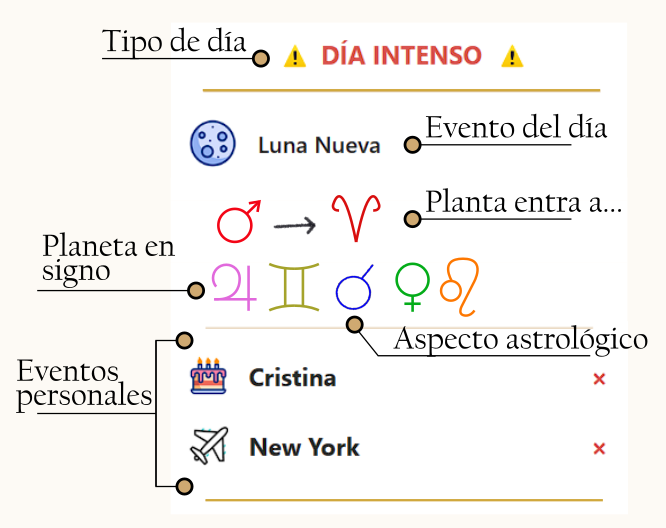 Tipo de día
⚠ DÍA INTENSO ⚠
Luna Nueva
Evento del día
♂ → ♈
Planta entra a...
Planeta en
signo
♃ ♊ ☌ ♀ ♌
Aspecto astrológico
Eventos
personales
Cristina ×
New York ×